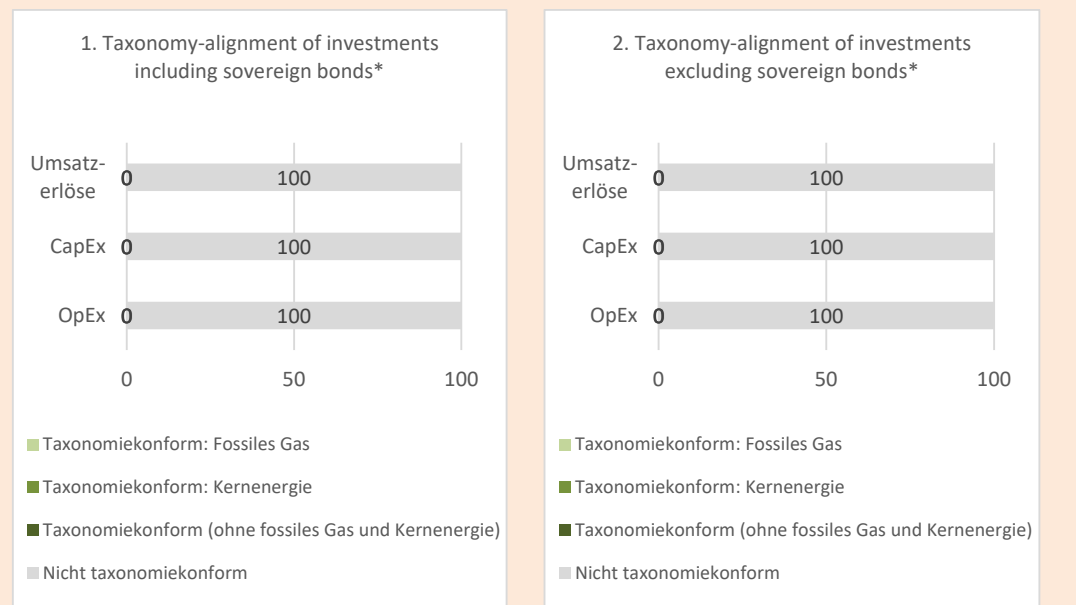 1. Taxonomy-alignment of investments
including sovereign bonds*
Umsatz-
erlöse
0 100
CapEx 0 100
OpEx 0 100
0 50 100
Taxonomiekonform: Fossiles Gas
Taxonomiekonform: Kernenergie
Taxonomiekonform (ohne fossiles Gas und Kernenergie)
Nicht taxonomiekonform
2. Taxonomy-alignment of investments
excluding sovereign bonds*
Umsatz-
erlöse
0 100
CapEx 0 100
OpEx 0 100
0 50 100
Taxonomiekonform: Fossiles Gas
Taxonomiekonform: Kernenergie
Taxonomiekonform (ohne fossiles Gas und Kernenergie)
Nicht taxonomiekonform